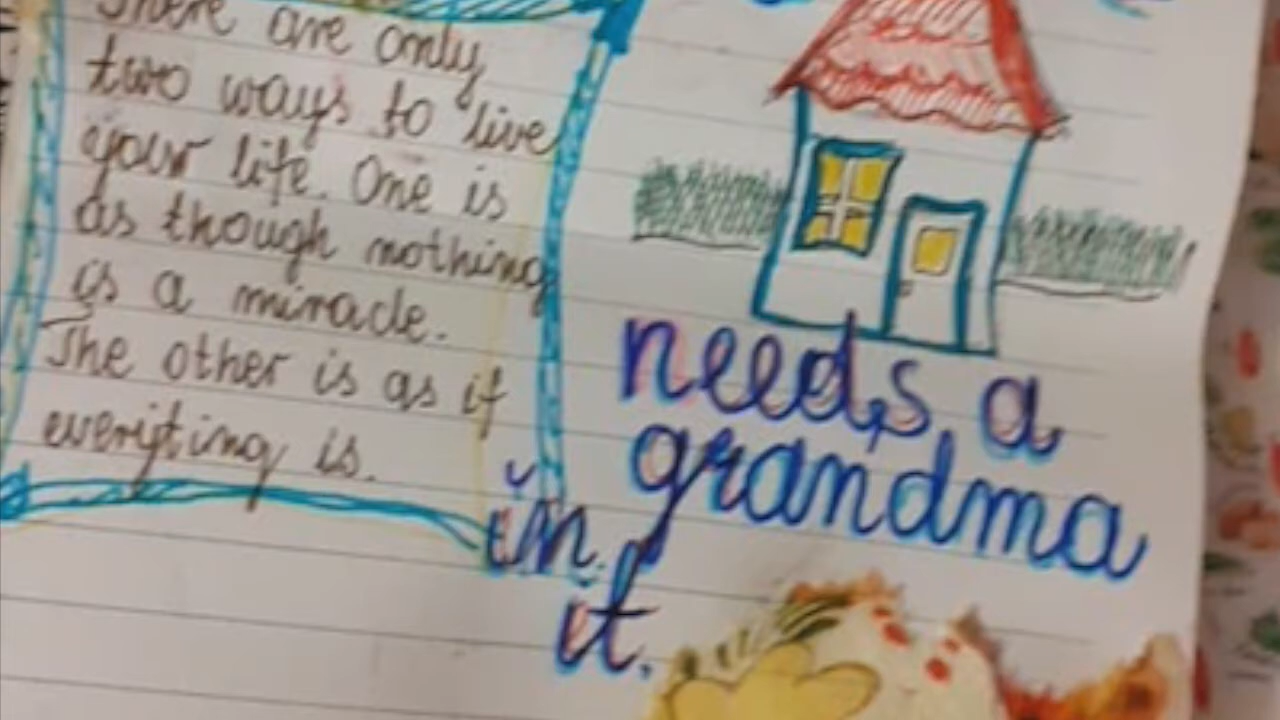 There are only
two ways to live
your life. One is
as though nothing
is a miracle.
The other is as if
everyting is.
needs a
grandma
in
it.